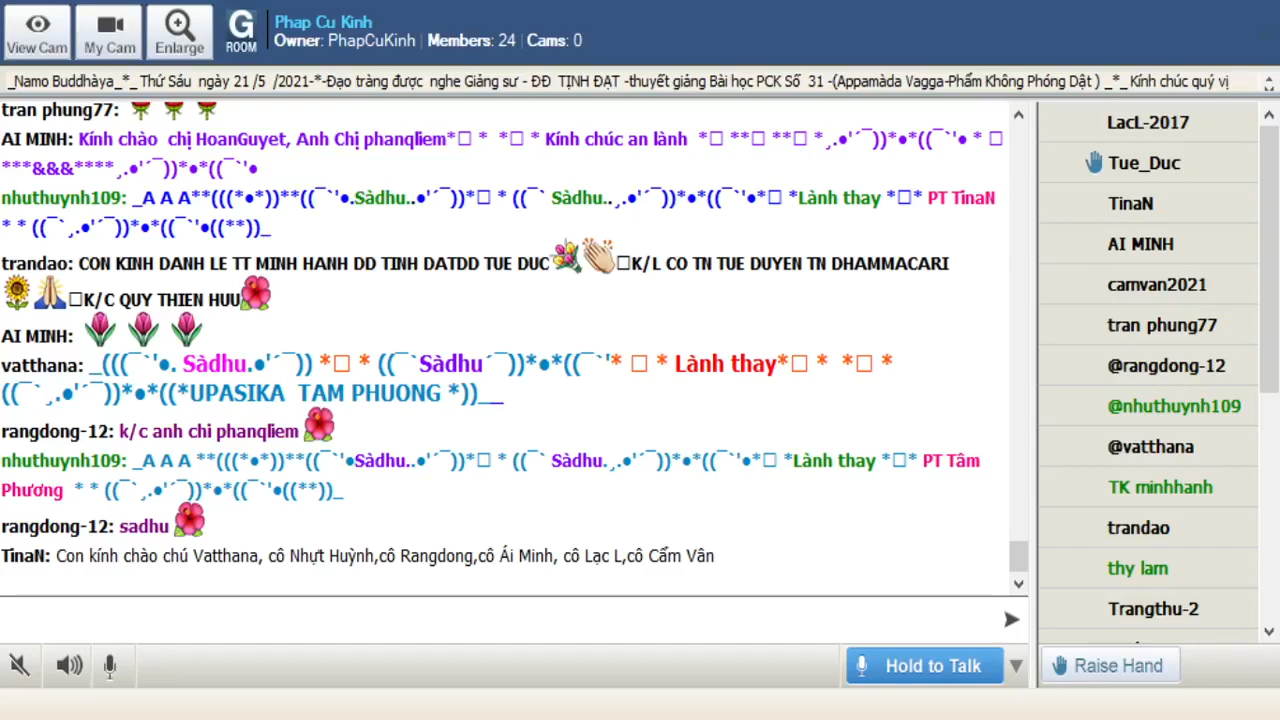 View Cam
My Cam
Enlarge
G
ROOM
Phap Cu Kinh
Owner: PhapCuKinh | Members: 24 | Cams: 0
_Namo Buddhàya_*_ Thứ Sáu ngày 21 /5 /2021-*-Đạo tràng được nghe Giảng sư - ĐĐ TỊNH ĐẠT -thuyết giảng Bài học PCK Số 31 -(Appamàda Vagga-Phẩm Không Phóng Dật ) _*_ Kính chúc quý vị
tran phung77:
AI MINH: Kính chào chị HoanGuyet, Anh Chị phanqliem*□ * *□ * Kính chúc an lành *□ **□ **□ *¸.●'´¯))*●*((¯`'● * □
***&&&****¸.●'´¯))*●*((¯`'●
nhuthuynh109: _A A A**(((*●*))**((¯`'●.Sàdhu..●'´¯))*□ * ((¯` Sàdhu..¸.●'´¯))*●*((¯`'●*□ *Lành thay *□* PT TinaN
* * ((¯`¸.●'´¯))*●*((¯`'●((**))_
trandao: CON KINH DANH LE TT MINH HANH DD TINH DATDD TUE DUC □K/L CO TN TUE DUYEN TN DHAMMACARI
□K/C QUY THIEN HUU
AI MINH:
vatthana: _(((¯`'●. Sàdhu.●'´¯)) *□ * ((¯`Sàdhu´¯))*●*((¯`'* □ * Lành thay*□ * *□ *
((¯`¸.●'´¯))*●*((*UPASIKA TAM PHUONG *))__
rangdong-12: k/c anh chi phanqliem
nhuthuynh109: _A A A **(((*●*))**((¯`'●Sàdhu..●'´¯))*□ * ((¯` Sàdhu.¸.●'´¯))*●*((¯`'●*□ *Lành thay *□* PT Tâm
Phương * * ((¯`¸.●'´¯))*●*((¯`'●((**))_
rangdong-12: sadhu
TinaN: Con kính chào chú Vatthana, cô Nhựt Huỳnh,cô Rangdong,cô Ái Minh, cô Lạc L,cô Cẩm Vân
LacL-2017
Tue_Duc
TinaN
AI MINH
camvan2021
tran phung77
@rangdong-12
@nhuthuynh109
@vatthana
TK minhhanh
trandao
thy lam
Trangthu-2
Hold to Talk
Raise Hand